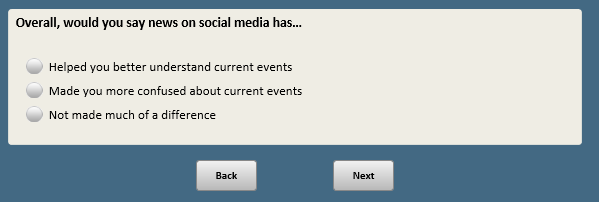 Overall, would you say news on social media has...
Helped you better understand current events
Made you more confused about current events
Not made much of a difference
Back
Next